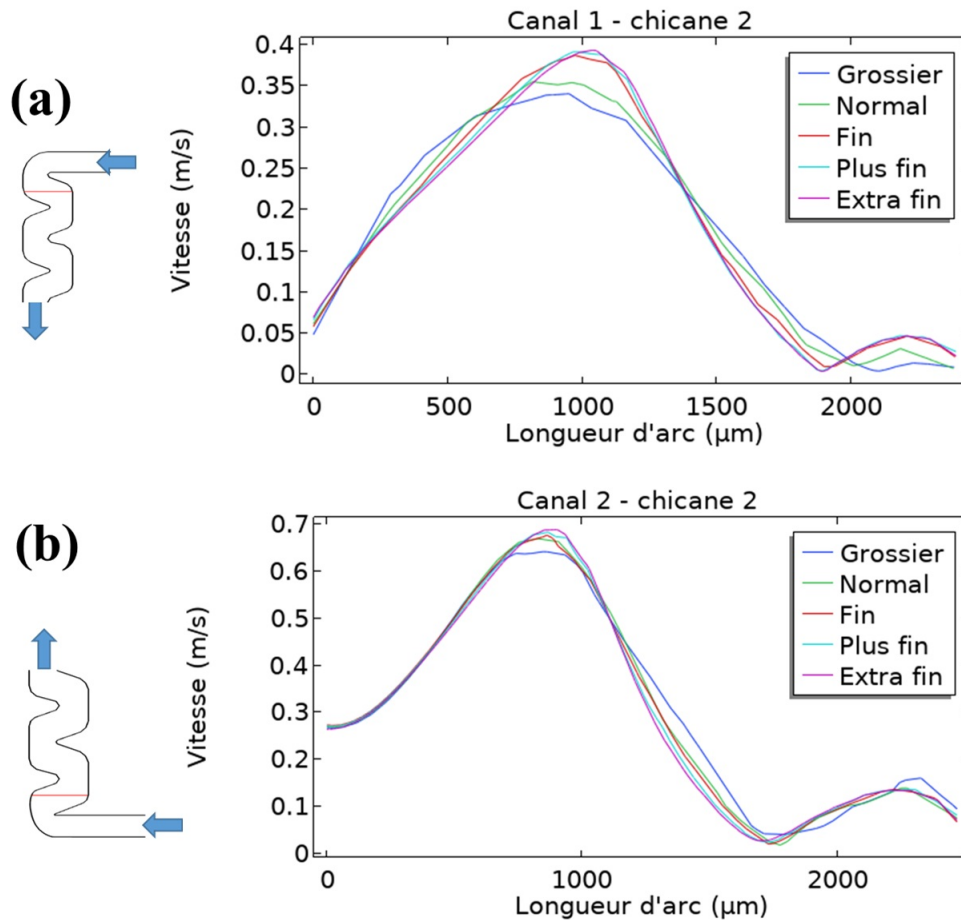 (a)
Canal 1 - chicane 2
Vitesse (m/s)
0.4
0.35
0.3
0.25
0.2
0.15
0.1
0.05
0
Grossier
Normal
Fin
Plus fin
Extra fin
0 500 1000 1500 2000
Longueur d'arc (µm)
(b)
Canal 2 - chicane 2
Vitesse (m/s)
0.7
0.6
0.5
0.4
0.3
0.2
0.1
0
Grossier
Normal
Fin
Plus fin
Extra fin
0 1000 2000
Longueur d'arc (µm)